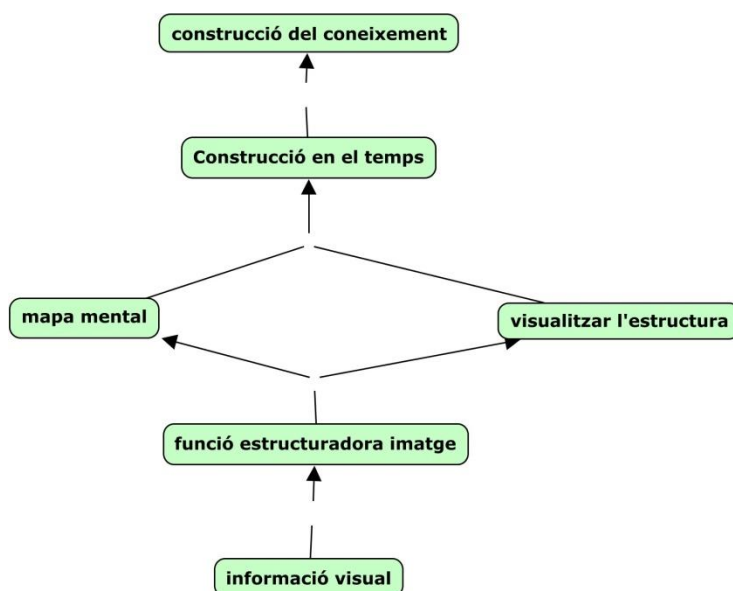 construcció del coneixement
Construcció en el temps
mapa mental
visualitzar l'estructura
funció estructuradora imatge
informació visual